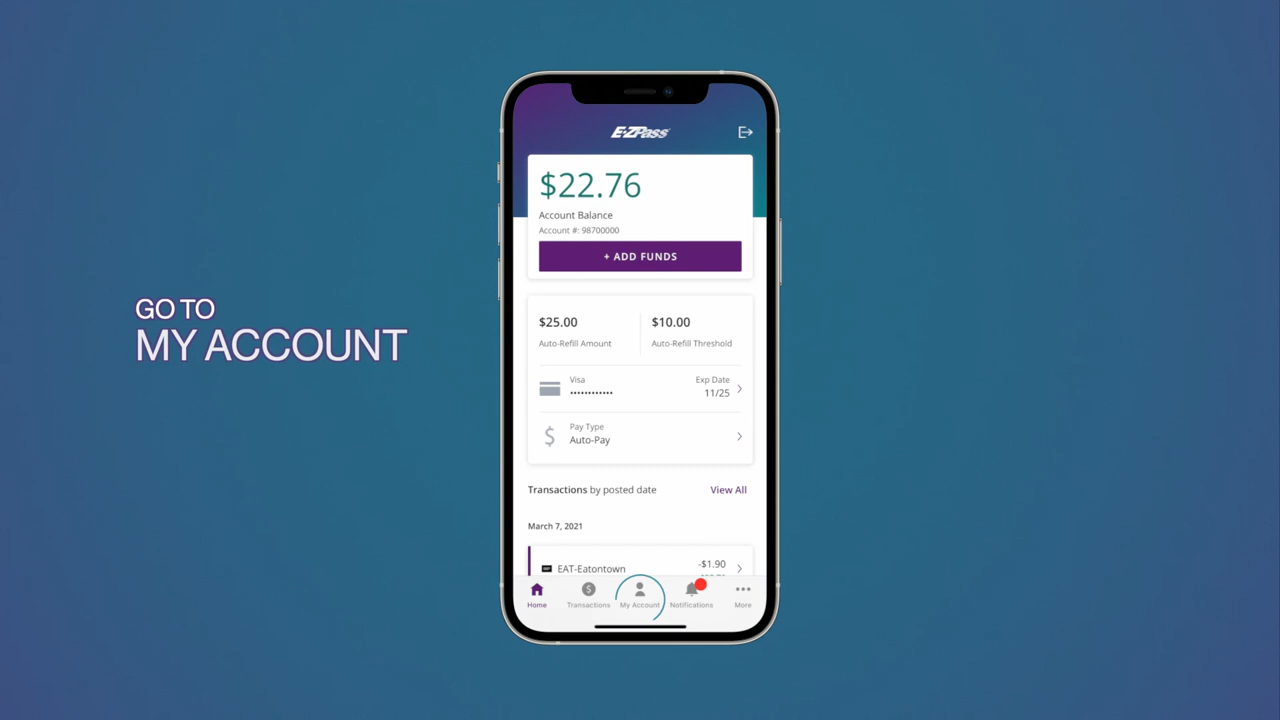 GO TO
MY ACCOUNT
E-ZPass
$22.76
Account Balance
Account #: 98700000
+ ADD FUNDS
$25.00
Auto-Refill Amount
$10.00
Auto-Refill Threshold
Visa
••••••••••••
Exp Date
11/25
Pay Type
Auto-Pay
Transactions by posted date
View All
March 7, 2021
EAT-Eatontown
-$1.90
Home
Transactions
My Account
Notifications
More